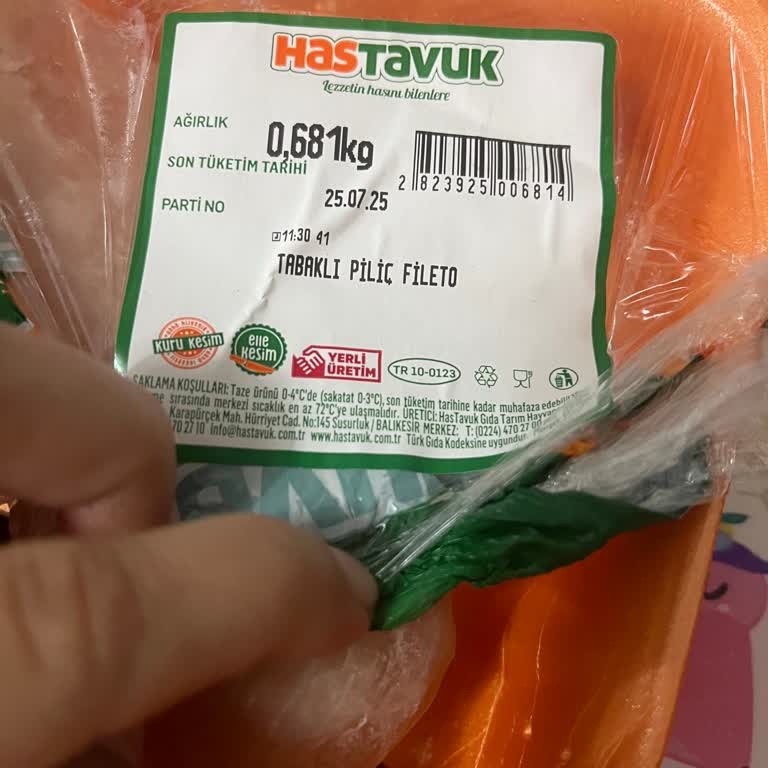 HasTavuk
Lezzetin hasını bilenlere
AĞIRLIK 0,681kg
SON TÜKETİM TARİHİ
25.07.25
2 823925 006814
PARTİ NO
11:30 41
TABAKLI PİLİÇ FİLETO
KURU KESİM
elle kesim
YERLİ ÜRETİM
TR 10-0123
SAKLAMA KOŞULLARI: Taze ürünü 0-4°C'de (sakatat 0-3°C), son tüketim tarihine kadar muhafaza
sırasında merkezi sıcaklık en az 72°C'ye ulaşmalıdır. ÜRETİCİ: HasTavuk Gıda Tarım
Karapürçek Mah. Hürriyet Cad. No:145 Susurluk / BALIKESİR MERKEZ: T: (0224) 470 27
70 27 10 info@hastavuk.com.tr www.hastavuk.com.tr Türk Gıda Kodeksine uygundur.